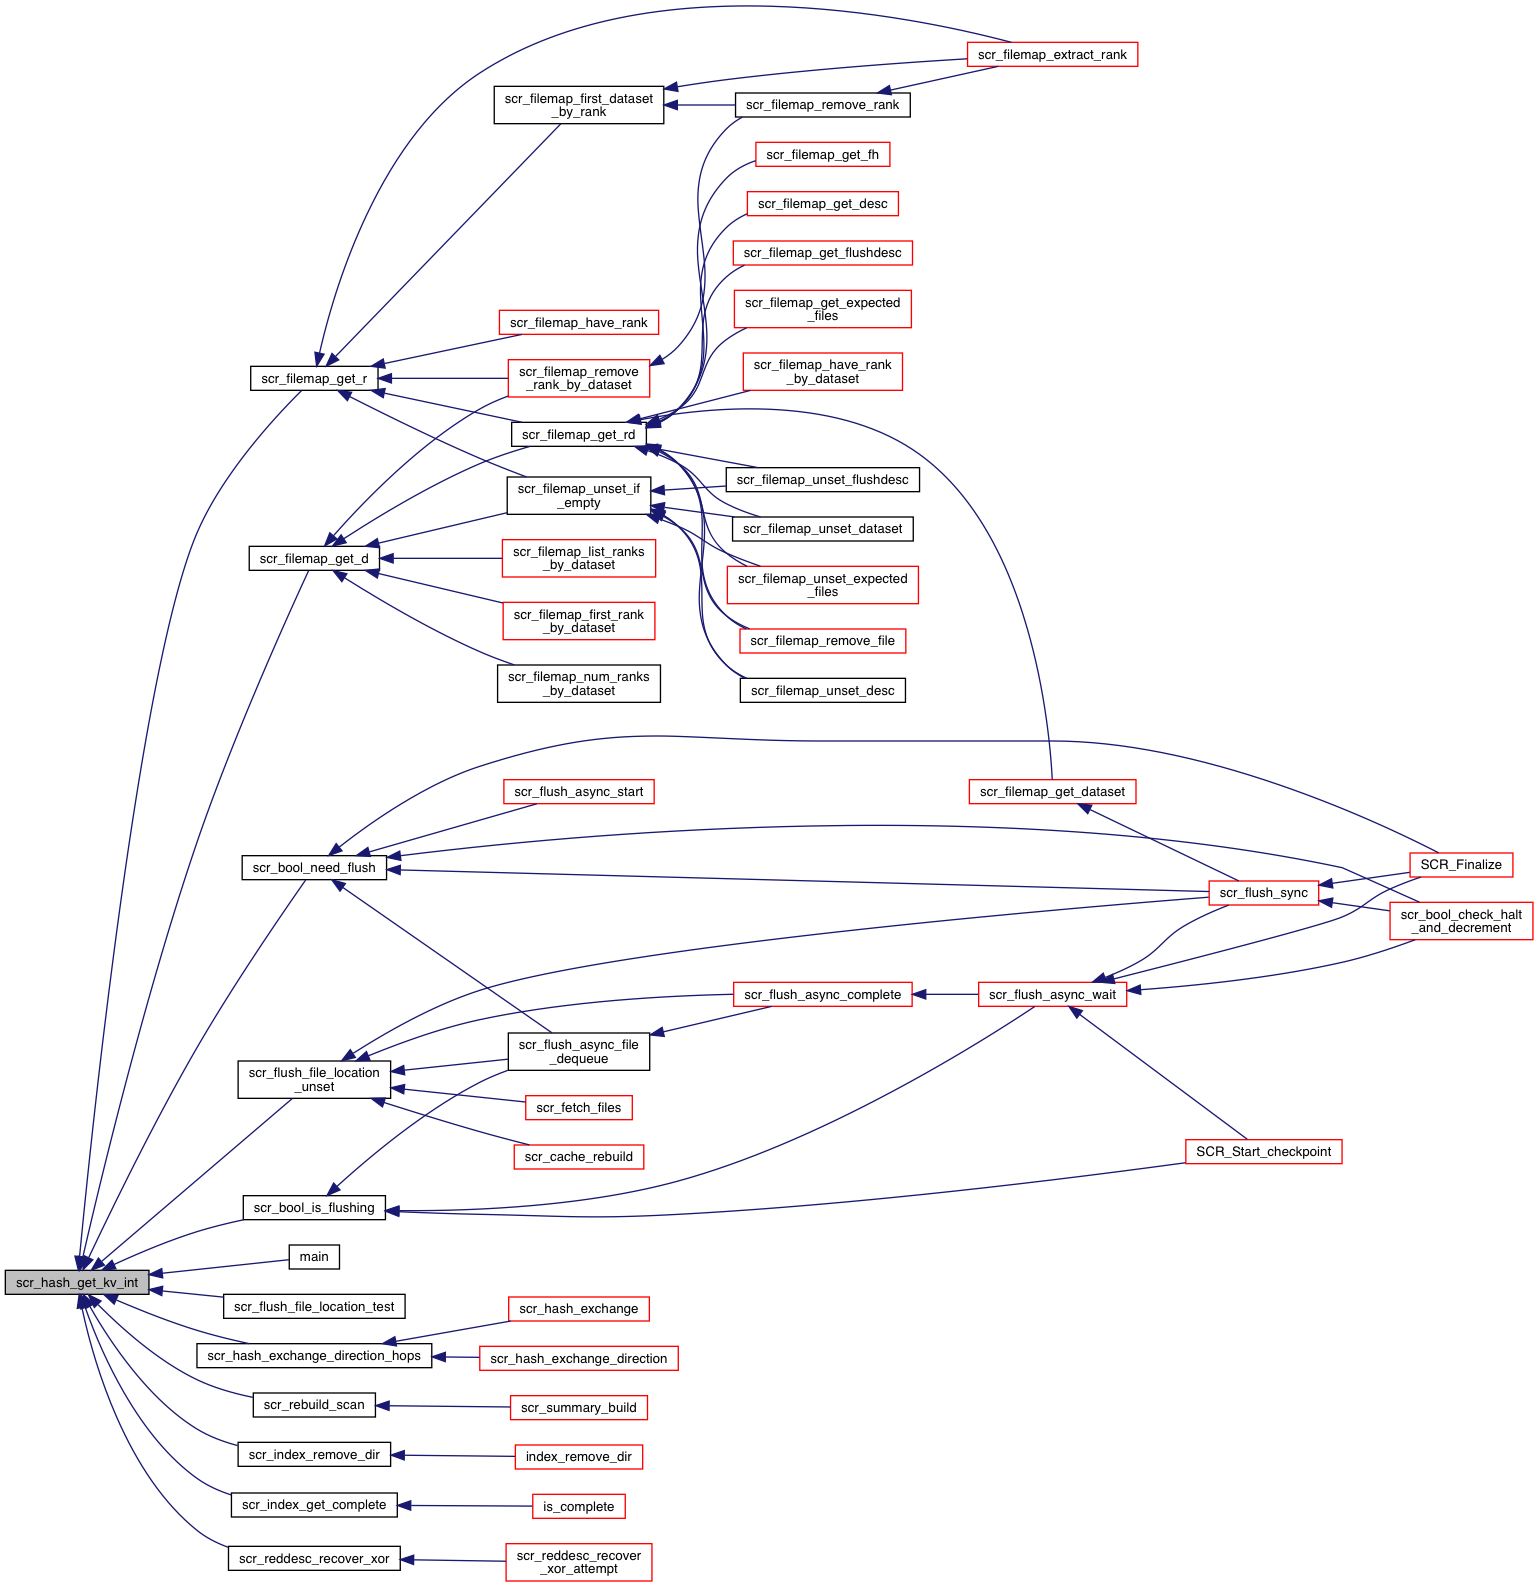 scr_filemap_extract_rank
scr_filemap_first_dataset
_by_rank
scr_filemap_remove_rank
scr_filemap_get_fh
scr_filemap_get_desc
scr_filemap_get_flushdesc
scr_filemap_get_expected
_files
scr_filemap_have_rank
scr_filemap_have_rank
_by_dataset
scr_filemap_get_r
scr_filemap_remove
_rank_by_dataset
scr_filemap_get_rd
scr_filemap_unset_flushdesc
scr_filemap_unset_if
_empty
scr_filemap_unset_dataset
scr_filemap_get_d
scr_filemap_list_ranks
_by_dataset
scr_filemap_unset_expected
_files
scr_filemap_first_rank
_by_dataset
scr_filemap_remove_file
scr_filemap_num_ranks
_by_dataset
scr_filemap_unset_desc
scr_flush_async_start
scr_filemap_get_dataset
scr_bool_need_flush
SCR_Finalize
scr_flush_sync
scr_bool_check_halt
_and_decrement
scr_flush_async_complete
scr_flush_async_wait
scr_flush_async_file
_dequeue
scr_flush_file_location
_unset
scr_fetch_files
scr_cache_rebuild
SCR_Start_checkpoint
scr_bool_is_flushing
main
scr_hash_get_kv_int
scr_flush_file_location_test
scr_hash_exchange
scr_hash_exchange_direction_hops
scr_hash_exchange_direction
scr_rebuild_scan
scr_summary_build
scr_index_remove_dir
index_remove_dir
scr_index_get_complete
is_complete
scr_reddesc_recover_xor
scr_reddesc_recover
_xor_attempt